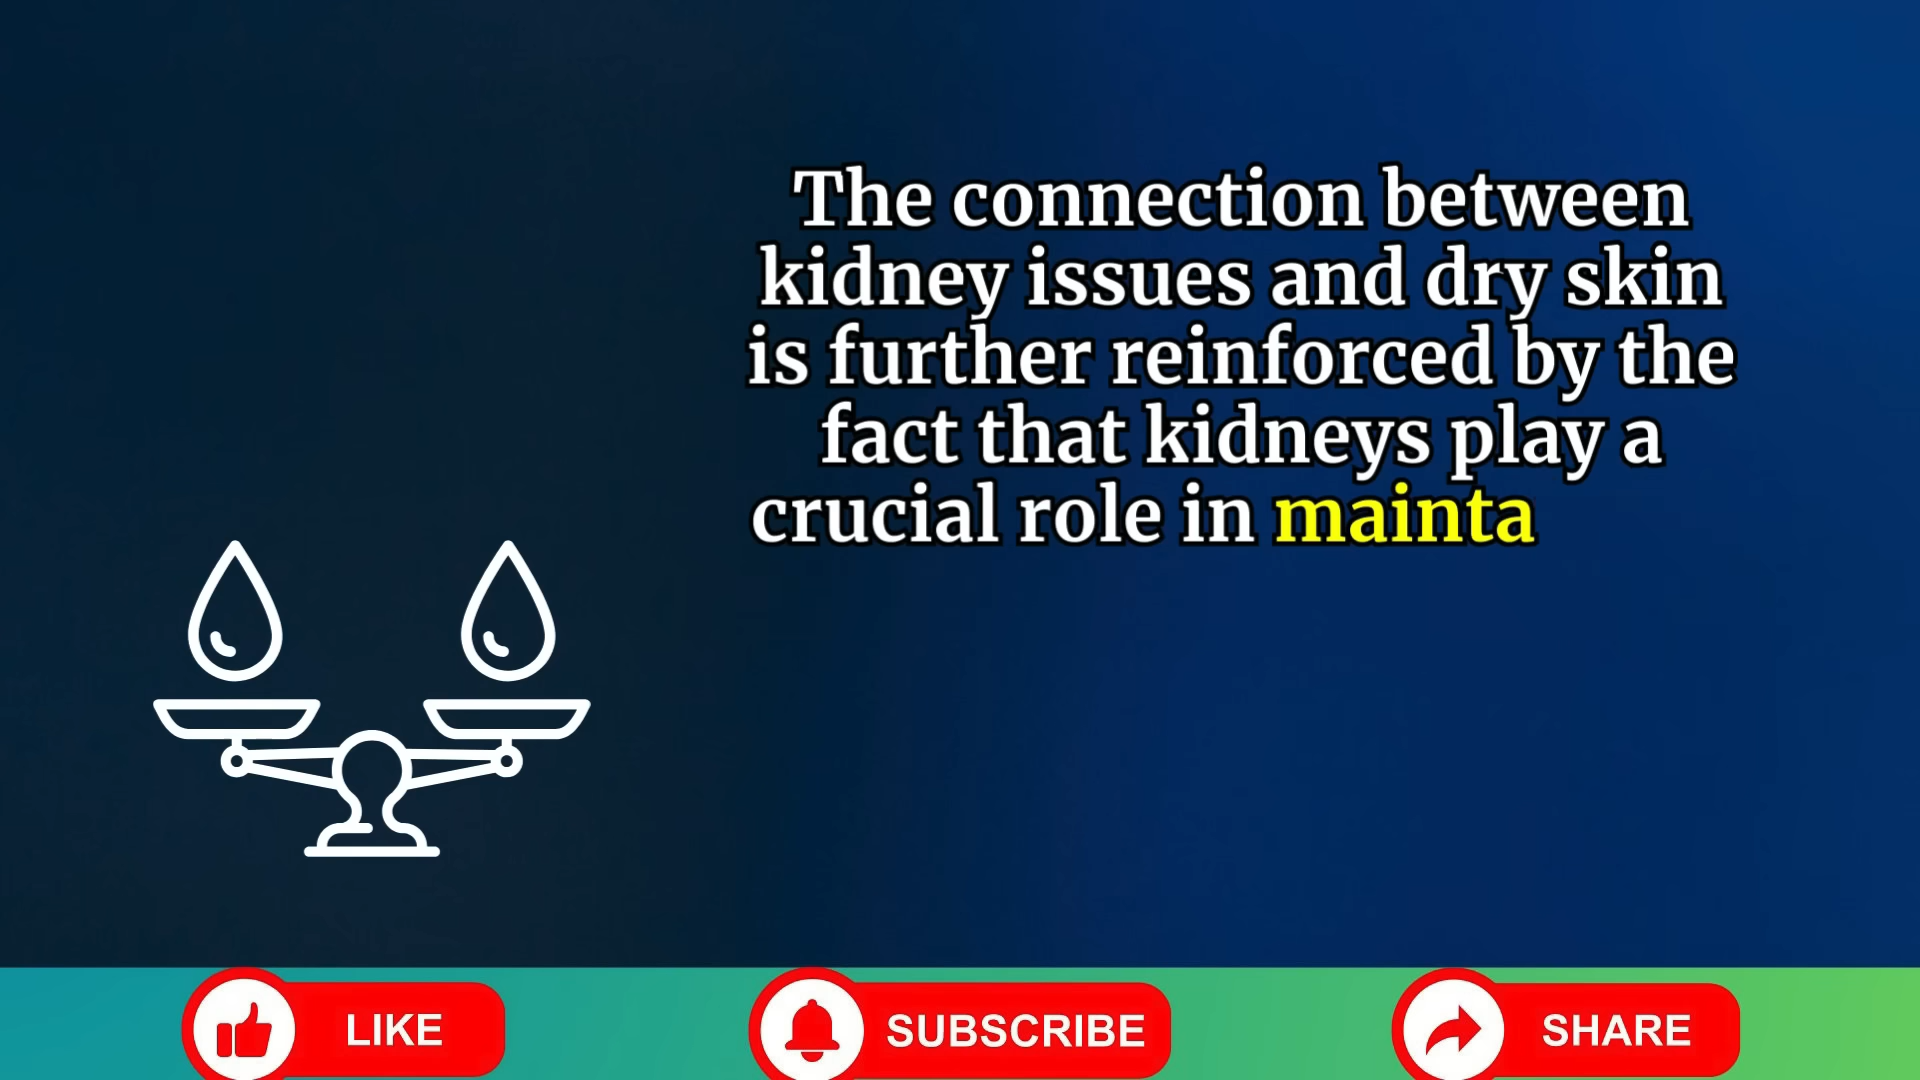 The connection between
kidney issues and dry skin
is further reinforced by the
fact that kidneys play a
crucial role in mainta
LIKE
SUBSCRIBE
SHARE